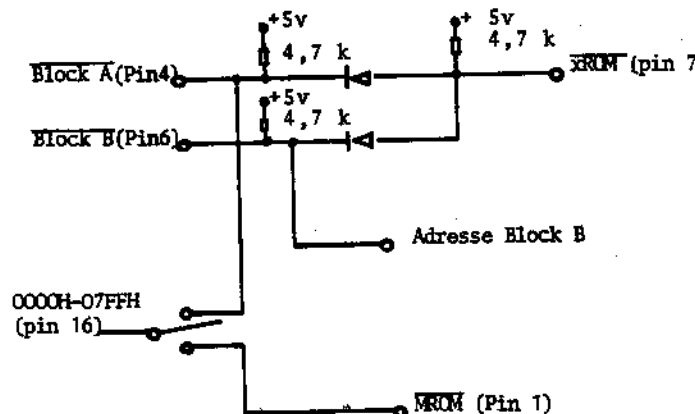 +5v
4,7 k
+ 5v
4,7 k
Block A(Pin4)
xROM (pin 7
+5v
4,7 k
Block B(Pin6)
Adresse Block B
0000H-07FFH
(pin 16)
MROM (Pin 1)